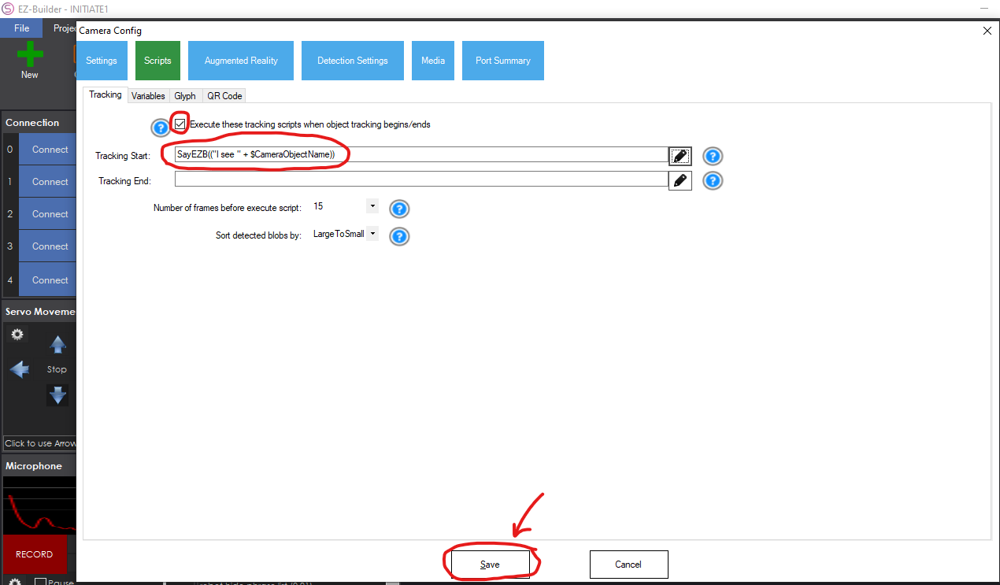 EZ-Builder - INITIATE1
File Projec
Camera Config
New
Settings Scripts Augmented Reality Detection Settings Media Port Summary
Tracking Variables Glyph QR Code
Connection
0 Connect
1 Connect
2 Connect
3 Connect
4 Connect
Execute these tracking scripts when object tracking begins/ends
Tracking Start: SayEZB(("I see " + $CameraObjectName))
Tracking End:
Number of frames before execute script: 15
Sort detected blobs by: LargeToSmall
Servo Moveme
Stop
Click to use Arrow
Microphone
RECORD
Save Cancel
Pause